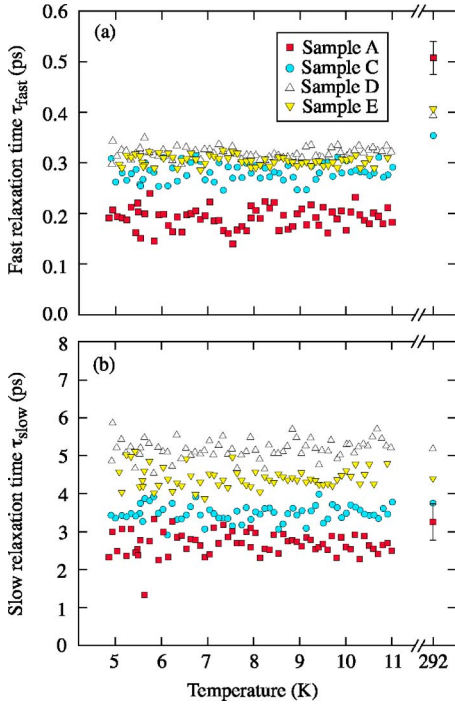 0.6
(a)
Sample A
Sample C
Sample D
Sample E
0.5
0.4
0.3
0.2
0.1
0.0
Fast relaxation time τfast (ps)
8
(b)
7
6
5
4
3
2
1
0
Slow relaxation time τslow (ps)
5 6 7 8 9 10 11 292
Temperature (K)